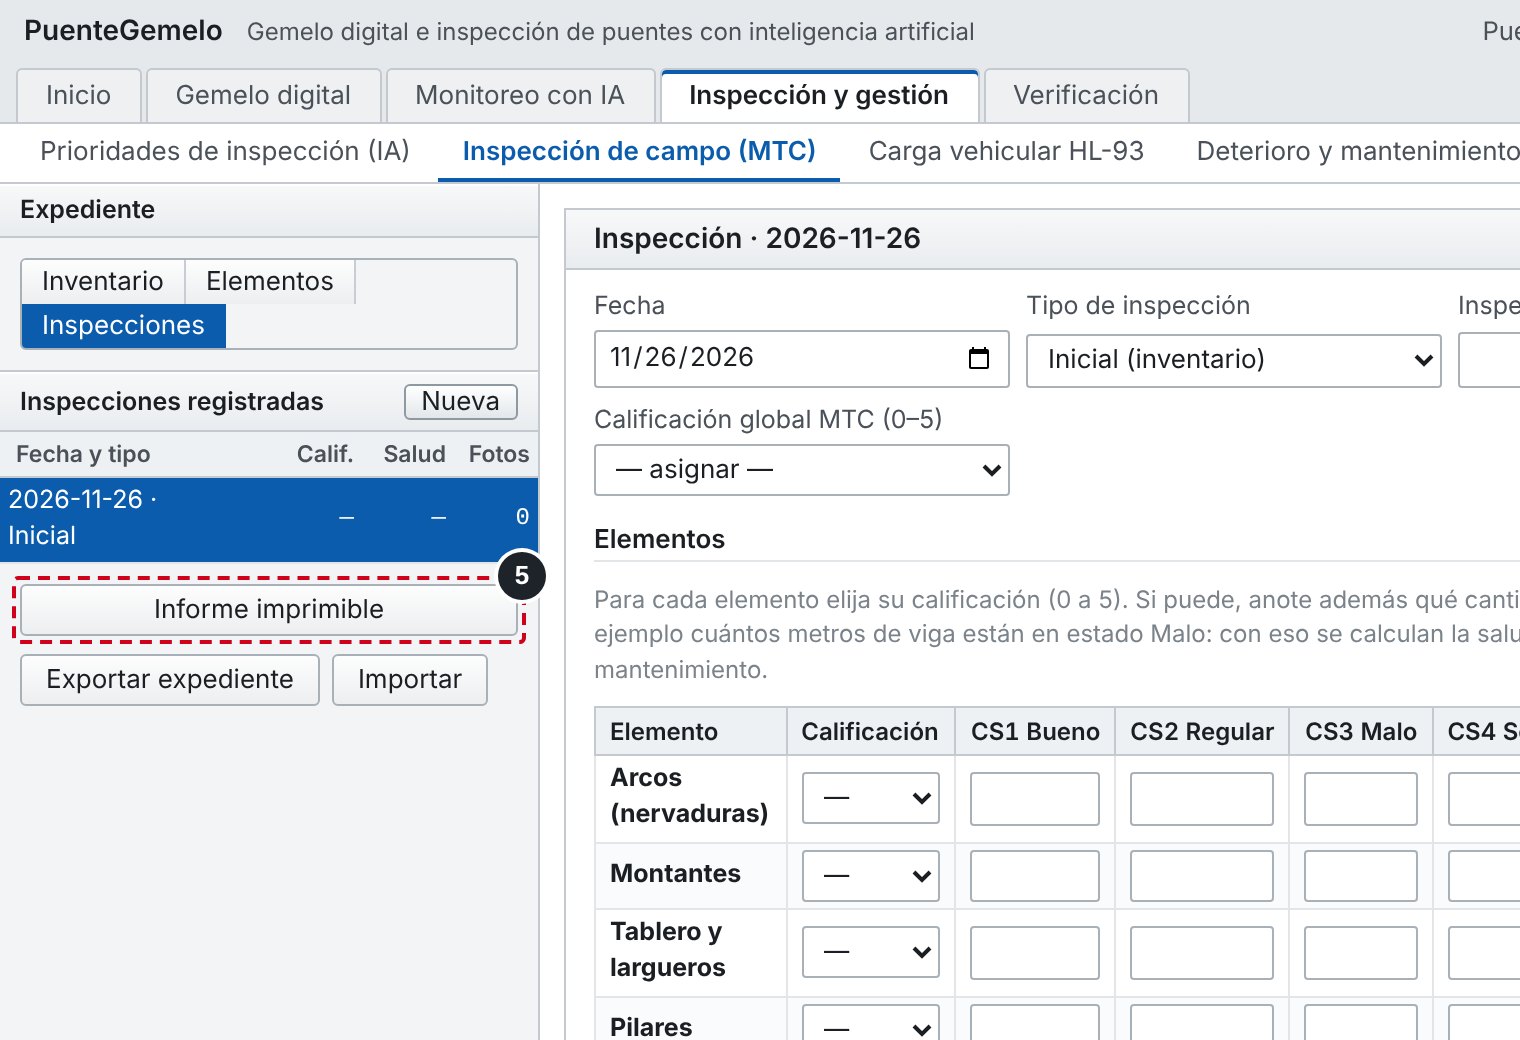 PuenteGemelo Gemelo digital e inspección de puentes con inteligencia artificial Pue
Inicio Gemelo digital Monitoreo con IA Inspección y gestión Verificación
Prioridades de inspección (IA) Inspección de campo (MTC) Carga vehicular HL-93 Deterioro y mantenimiento
Expediente
Inventario Elementos
Inspecciones
Inspecciones registradas Nueva
Fecha y tipo Calif. Salud Fotos
2026-11-26 ·
Inicial — — 0
5
Informe imprimible
Exportar expediente Importar
Inspección · 2026-11-26
Fecha Tipo de inspección Inspe
11/26/2026 Inicial (inventario)
Calificación global MTC (0–5)
— asignar —
Elementos
Para cada elemento elija su calificación (0 a 5). Si puede, anote además qué canti
ejemplo cuántos metros de viga están en estado Malo: con eso se calculan la salu
mantenimiento.
Elemento Calificación CS1 Bueno CS2 Regular CS3 Malo CS4 S
Arcos
(nervaduras) —
Montantes —
Tablero y
largueros —
Pilares —